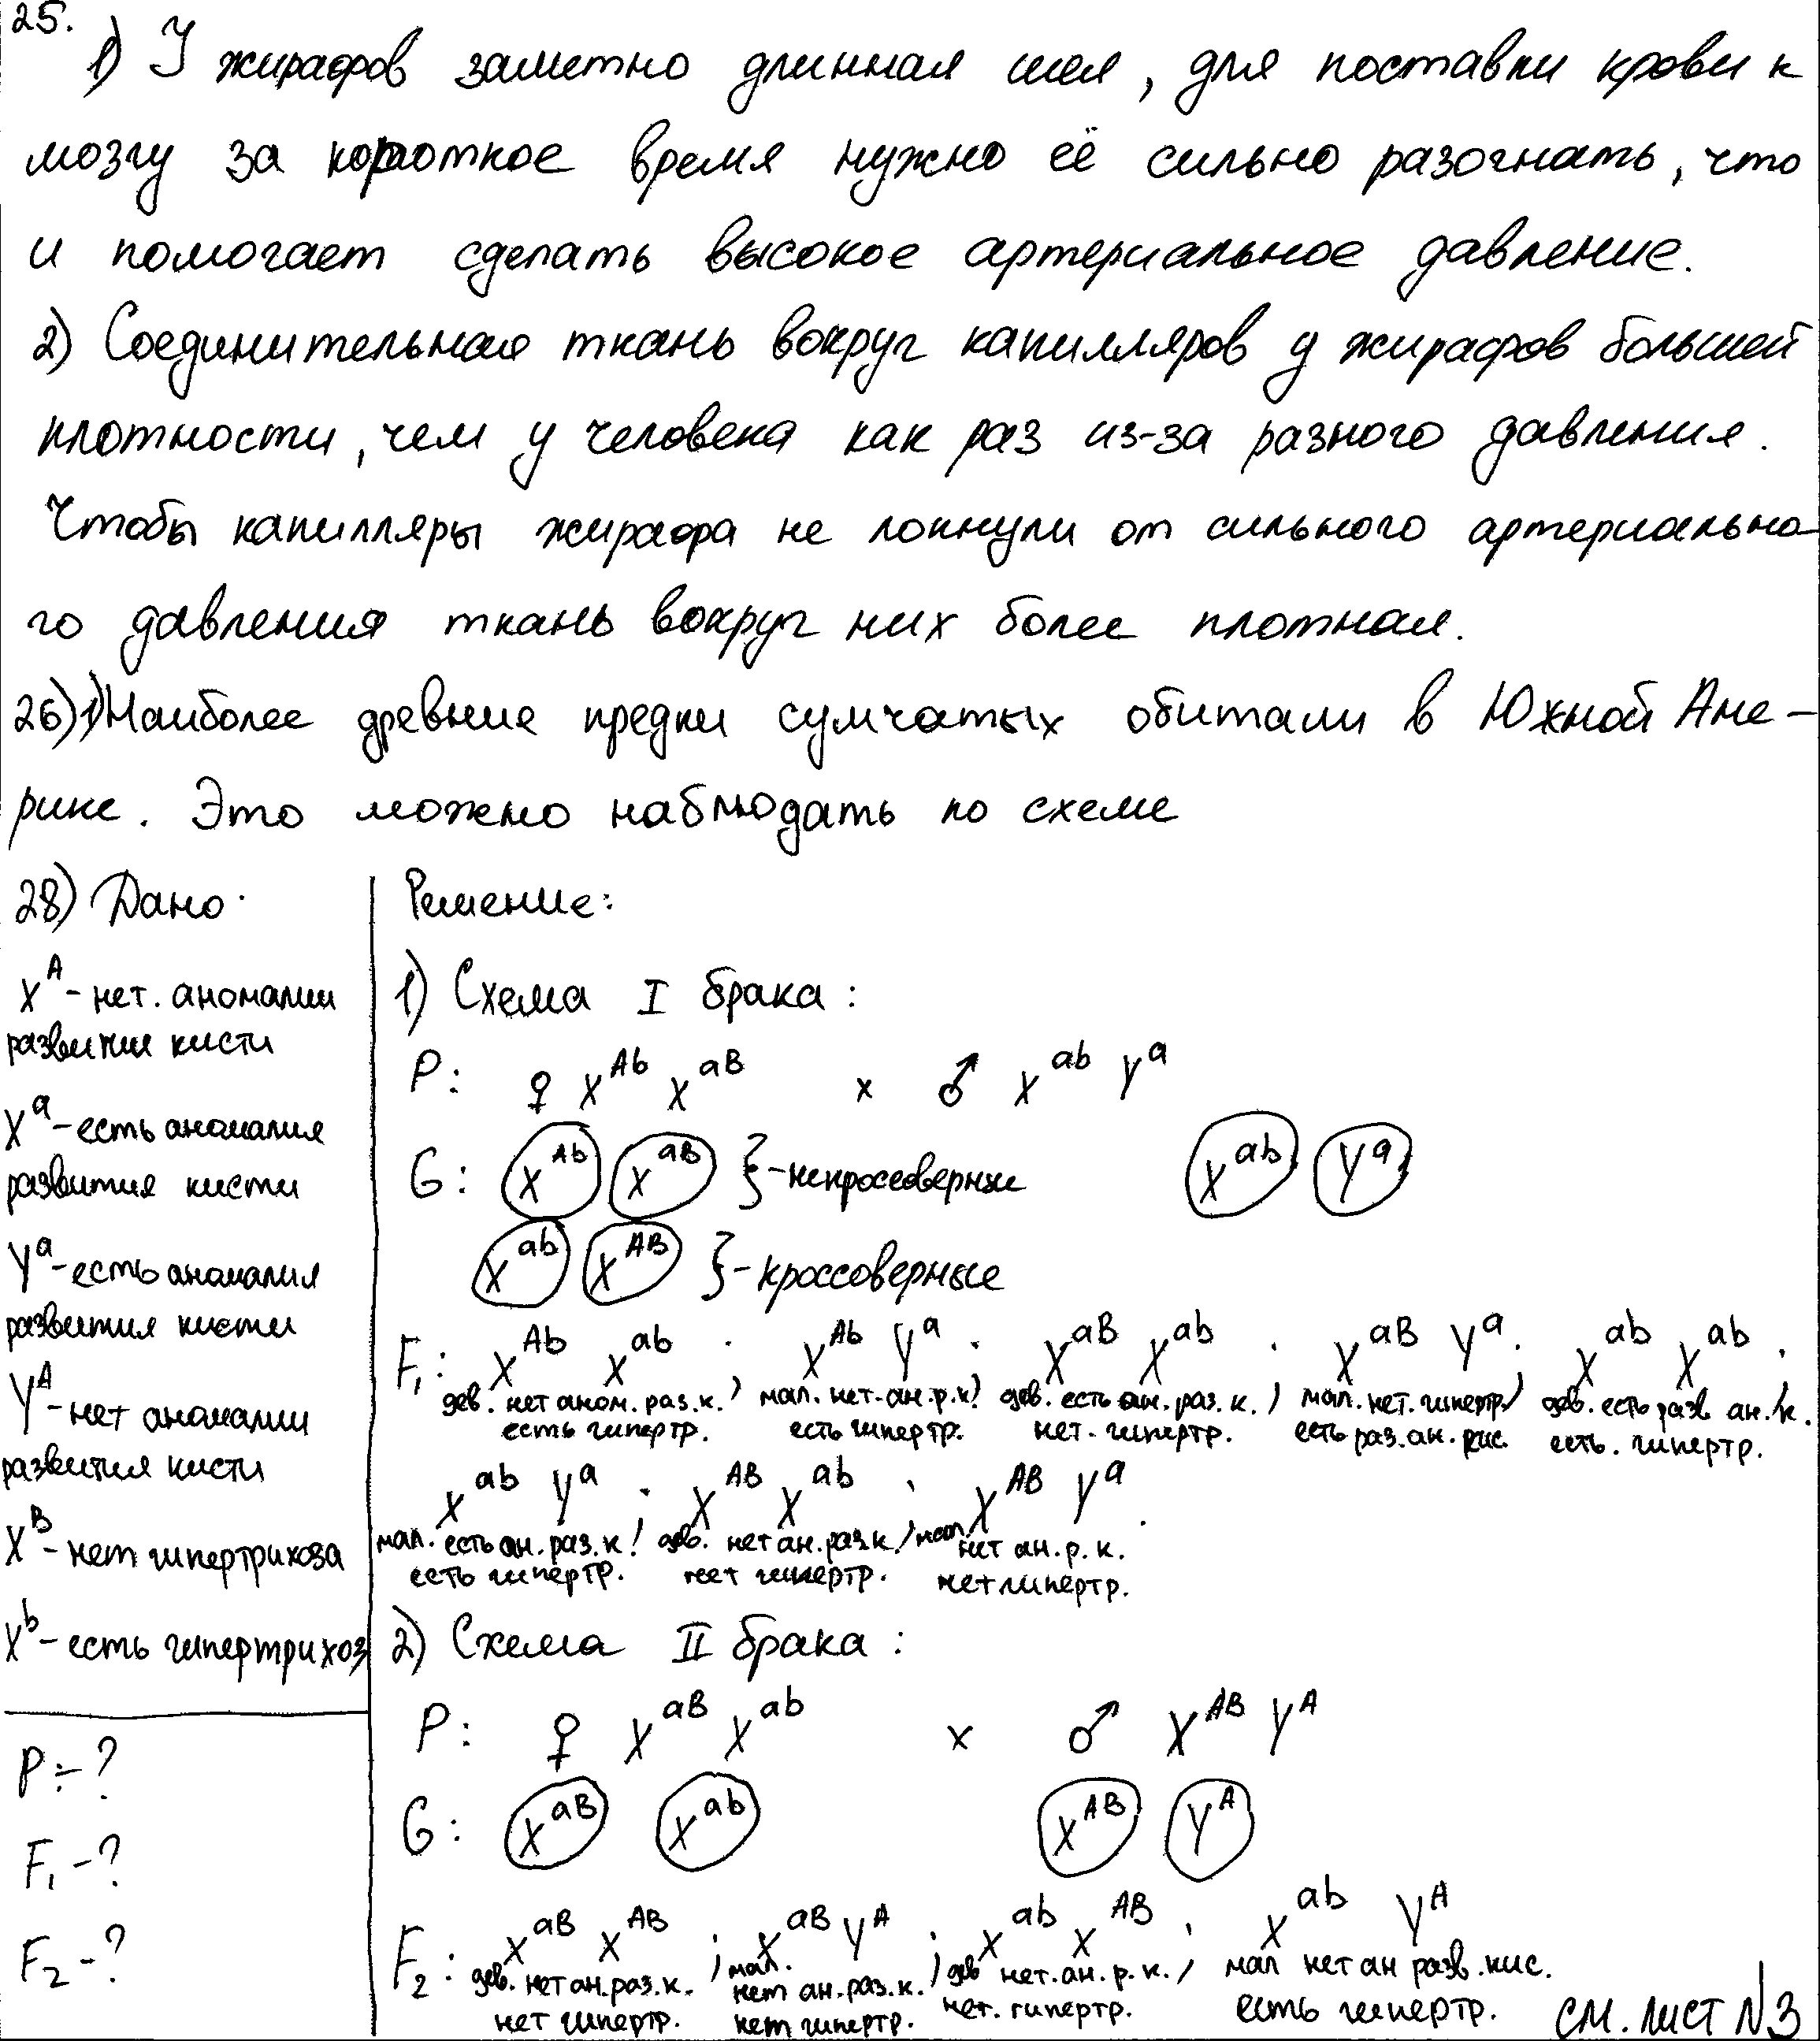 25.
1) У жирафов заметно длинная шея, для поставки крови к
мозгу за короткое время нужно её сильно разогнать, что
и помогает сделать высокое артериальное давление.
2) Соединительная ткань вокруг капилляров у жирафов большей
плотности, чем у человека как раз из-за разного давления.
Чтобы капилляры жирафа не лопнули от сильного артериально-
го давления ткань вокруг них более плотная.
26) 1) Наиболее древние предки сумчатых обитали в Южной Аме-
рике. Это можно наблюдать по схеме
28) Дано:
X^A - нет. аномалии
развития кисти
X^a - есть аномалия
развития кисти
Y^a - есть аномалия
развития кисти
Y^A - нет аномалии
развития кисти
X^B - нет гипертрихоза
X^b - есть гипертрихоз
P - ?
F₁ - ?
F₂ - ?
Решение:
1) Схема I брака:
P: ♀ X^Ab X^aB x ♂ X^ab Y^a
G: X^Ab X^aB } - некроссоверные X^ab Y^a
X^ab X^AB } - кроссоверные
F₁: X^Ab X^ab ; X^Ab Y^a ; X^aB X^ab ; X^aB Y^a ; X^ab X^ab ;
дев. нет аном. раз. к. мал. нет. ан. р. к. дев. есть ан. раз. к. мал. нет. гипертр. дев. есть разв ан. к.
есть гипертр. есть гипертр. нет. гипертр. есть раз. ан. кис. есть. гипертр.
X^ab Y^a ; X^AB X^ab ; X^AB Y^a .
мал. есть ан. раз. к. дев. нет ан. раз к. мал. нет ан. р. к.
есть гипертр. нет гипертр. нет гипертр.
2) Схема II брака:
P: ♀ X^aB X^ab x ♂ X^AB Y^A
G: X^aB X^ab X^AB Y^A
F₂: X^aB X^AB ; X^aB Y^A ; X^ab X^AB ; X^ab Y^A
дев. нет ан. раз. к. мал. нет ан. раз. к. дев нет. ан. р. к. мал нет ан разв. кис.
нет гипертр. нет гипертр. нет. гипертр. есть гипертр.
см. лист №3